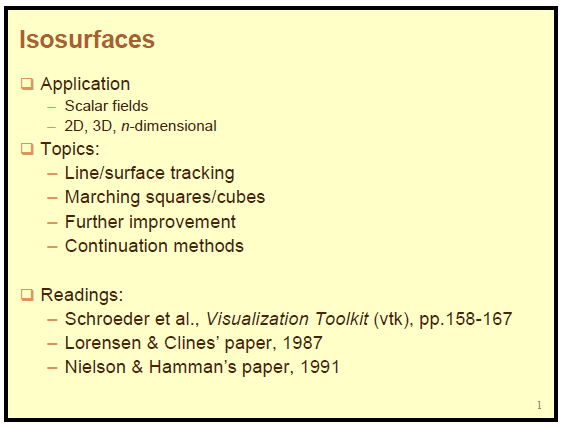 Isosurfaces
❑ Application
– Scalar fields
– 2D, 3D, n-dimensional
❑ Topics:
– Line/surface tracking
– Marching squares/cubes
– Further improvement
– Continuation methods
❑ Readings:
– Schroeder et al., Visualization Toolkit (vtk), pp.158-167
– Lorensen & Clines' paper, 1987
– Nielson & Hamman's paper, 1991
1